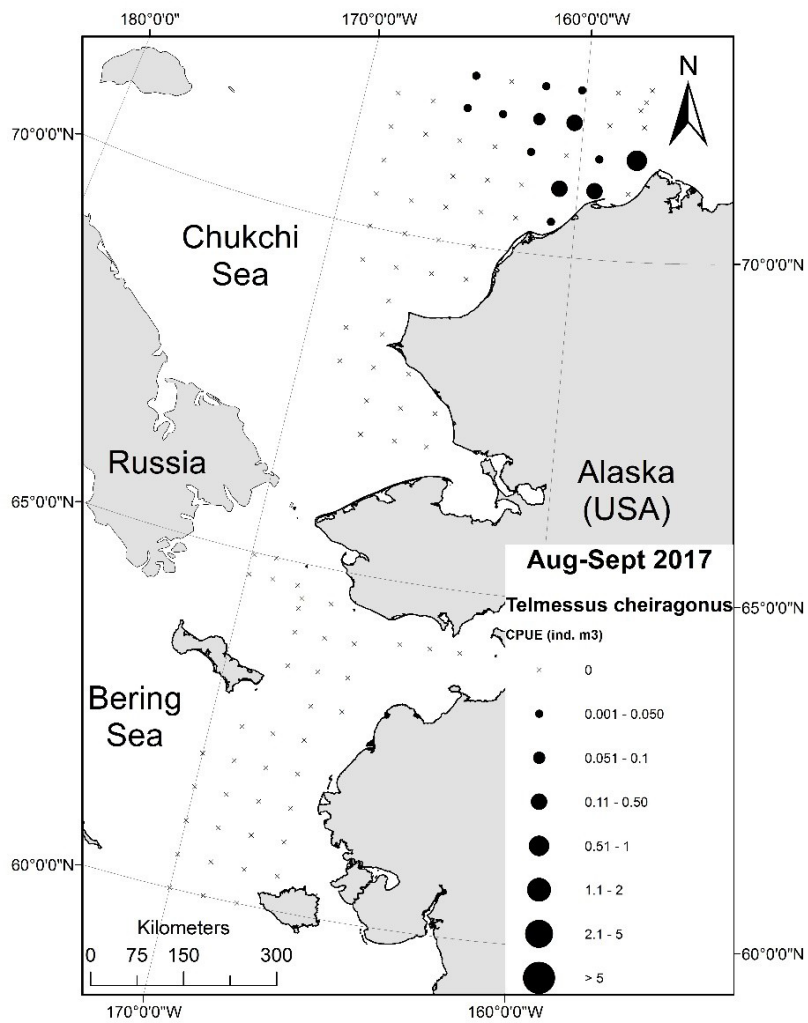 180°0'0"W
170°0'0"W
160°0'0"W
N
70°0'0"N
Chukchi
Sea
70°0'0"N
Russia
Alaska
(USA)
65°0'0"N
Aug-Sept 2017
Telmessus cheiragonus
65°0'0"N
CPUE (ind. m3)
0
Bering
Sea
0.001 - 0.050
0.051 - 0.1
0.11 - 0.50
0.51 - 1
60°0'0"N
1.1 - 2
Kilometers
2.1 - 5
0 75 150 300
60°0'0"N
> 5
170°0'0"W
160°0'0"W